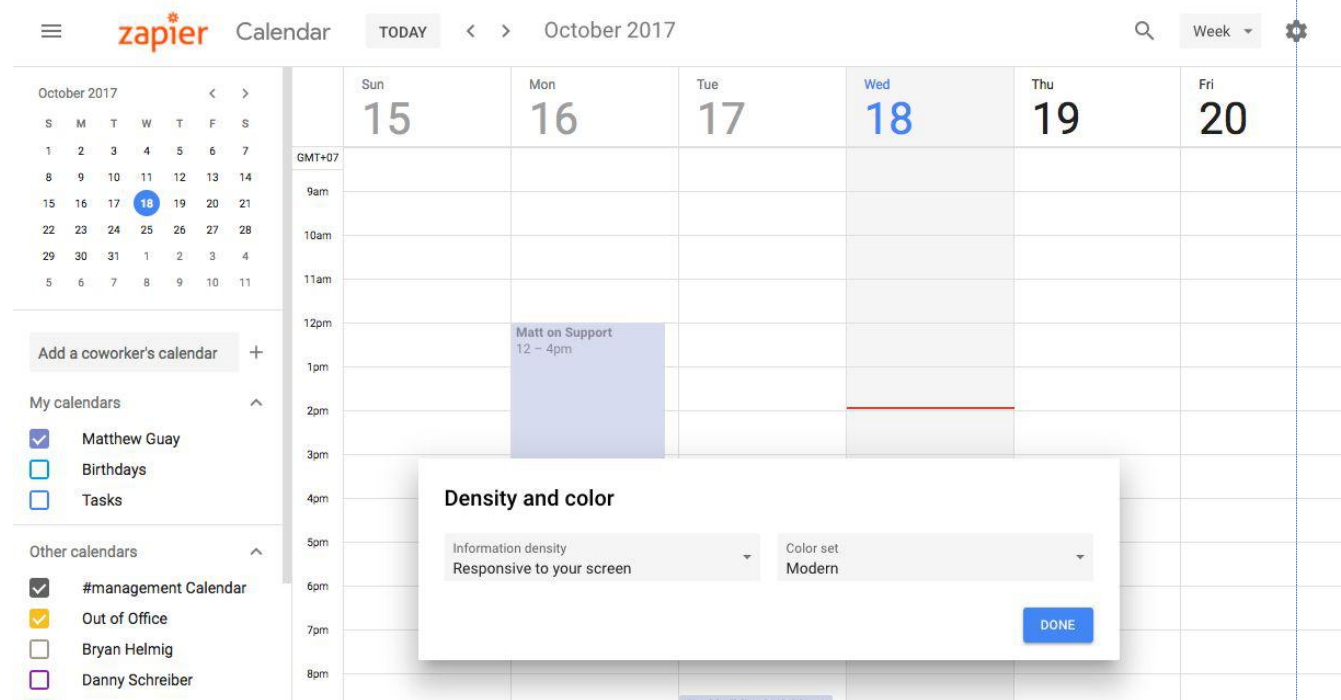 zapier Calendar TODAY October 2017 Week
October 2017
S M T W T F S
1 2 3 4 5 6 7
8 9 10 11 12 13 14
15 16 17 18 19 20 21
22 23 24 25 26 27 28
29 30 31 1 2 3 4
5 6 7 8 9 10 11
Add a coworker's calendar
My calendars
Matthew Guay
Birthdays
Tasks
Other calendars
#management Calendar
Out of Office
Bryan Helmig
Danny Schreiber
Sun Mon Tue Wed Thu Fri
15 16 17 18 19 20
GMT+07
9am
10am
11am
12pm
Matt on Support
12 – 4pm
1pm
2pm
3pm
4pm
5pm
6pm
7pm
8pm
Density and color
Information density
Responsive to your screen
Color set
Modern
DONE